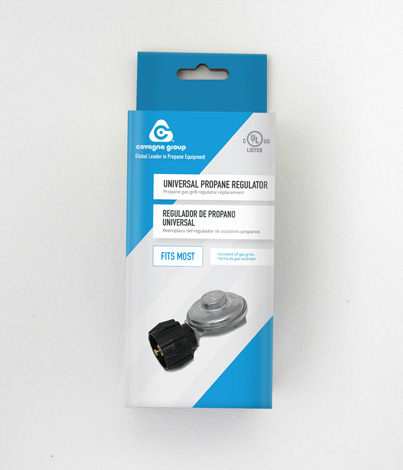 cavagna group
Global Leader in Propane Equipment
C UL US
LISTED
UNIVERSAL PROPANE REGULATOR
Propane gas grill regulator replacement
REGULADOR DE PROPANO
UNIVERSAL
Reemplazo del regulador de asadores propanos
FITS MOST
Standard LP gas grills
Parrilla de gas estándar